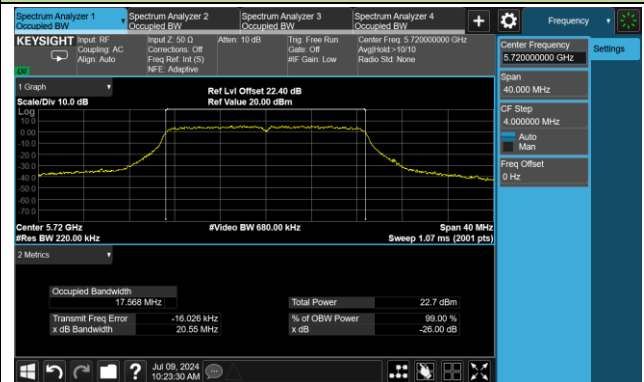 Spectrum Analyzer 1
Occupied BW
Spectrum Analyzer 2
Occupied BW
Spectrum Analyzer 3
Occupied BW
Spectrum Analyzer 4
Occupied BW
Frequency
KEYSIGHT
Input: RF
Coupling: AC
Align: Auto
Input Z: 50 Ω
Corrections: Off
Freq Ref: Int (S)
NFE: Adaptive
Atten: 10 dB
Trig: Free Run
Gate: Off
#IF Gain: Low
Center Freq: 5.720000000 GHz
Avg|Hold:>10/10
Radio Std: None
Center Frequency
5.720000000 GHz
Settings
Span
40.000 MHz
CF Step
4.000000 MHz
Auto
Man
Freq Offset
0 Hz
1 Graph
Scale/Div 10.0 dB
Ref Lvl Offset 22.40 dB
Ref Value 20.00 dBm
Log
10.0
0.00
-10.0
-20.0
-30.0
-40.0
-50.0
-60.0
-70.0
Center 5.72 GHz
#Video BW 680.00 kHz
Span 40 MHz
#Res BW 220.00 kHz
Sweep 1.07 ms (2001 pts)
2 Metrics
Occupied Bandwidth
17.568 MHz
Total Power 22.7 dBm
Transmit Freq Error -16.026 kHz
% of OBW Power 99.00 %
x dB Bandwidth 20.55 MHz
x dB -26.00 dB
Jul 09, 2024
10:23:30 AM